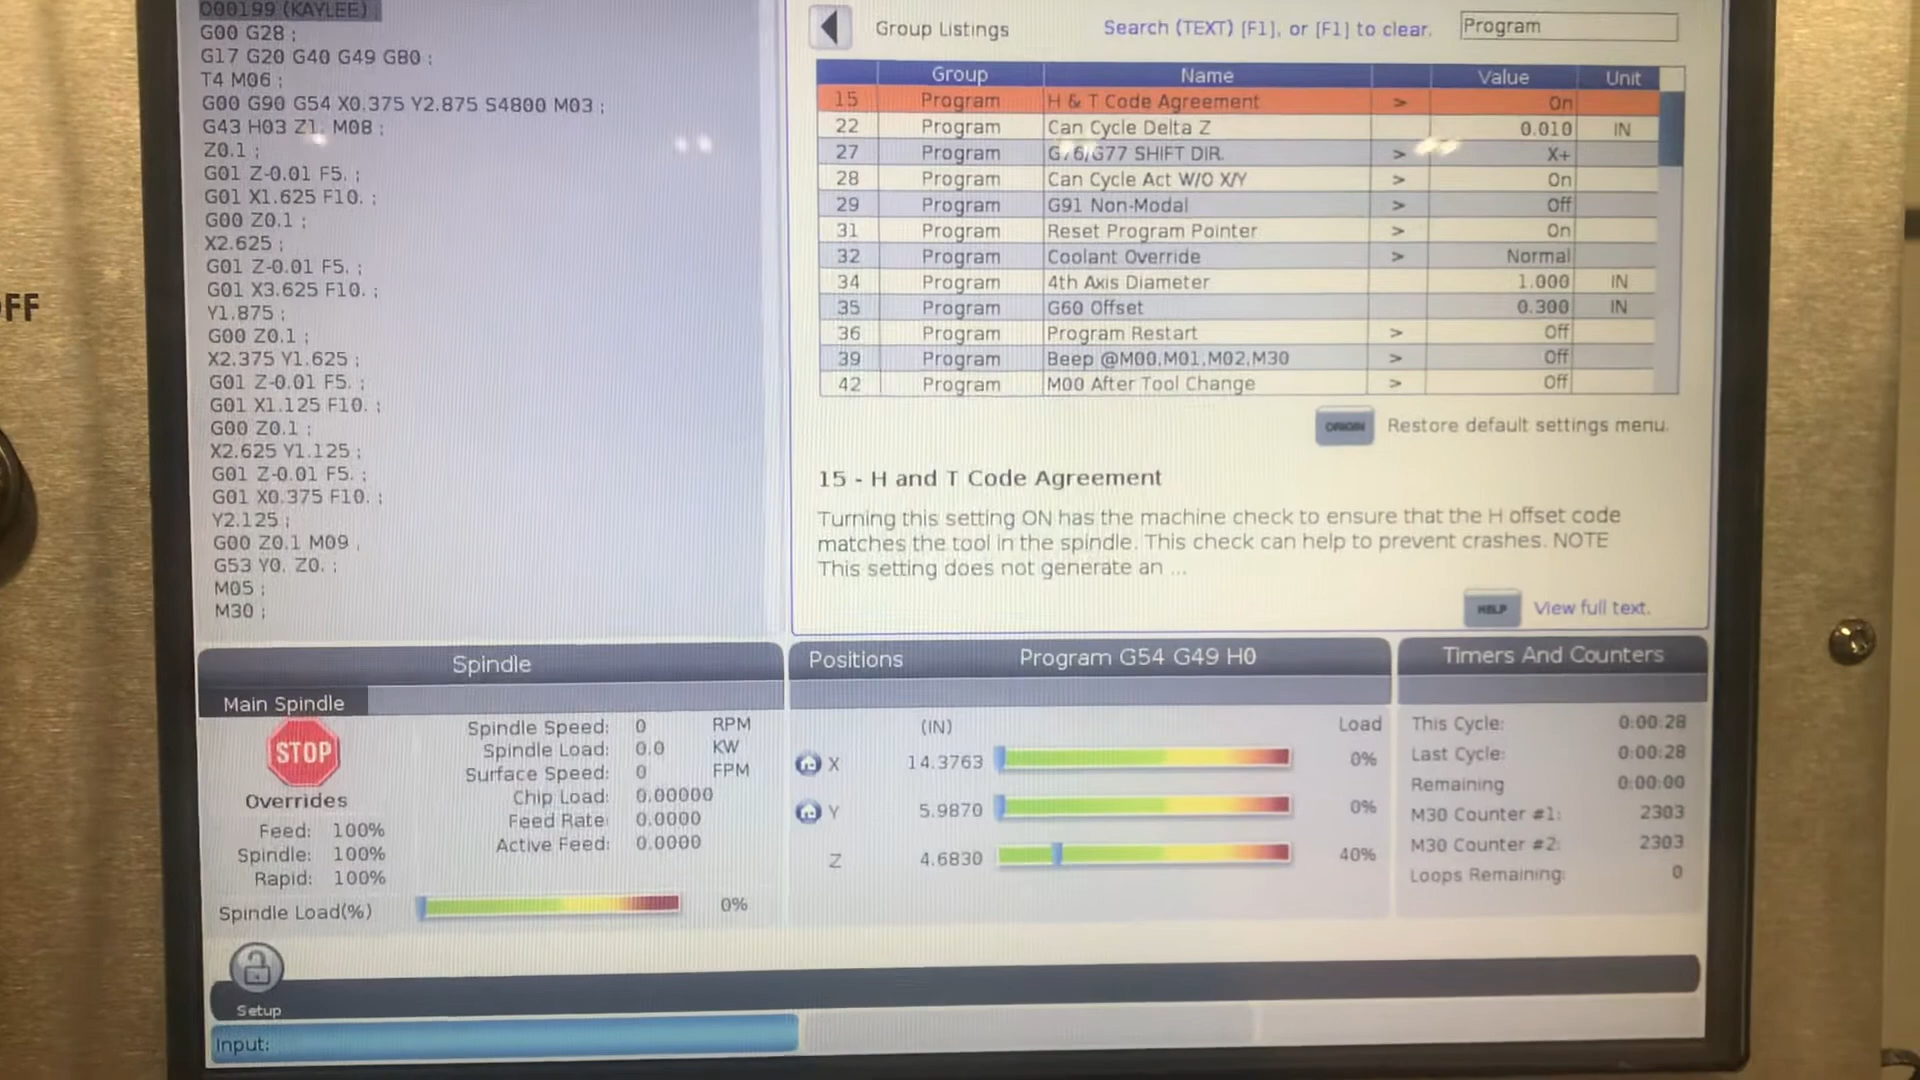 O00199 (KAYLEE) ;
G00 G28 ;
G17 G20 G40 G49 G80 ;
T4 M06 ;
G00 G90 G54 X0.375 Y2.875 S4800 M03 ;
G43 H03 Z1. M08 ;
Z0.1 ;
G01 Z-0.01 F5. ;
G01 X1.625 F10. ;
G00 Z0.1 ;
X2.625 ;
G01 Z-0.01 F5. ;
G01 X3.625 F10. ;
Y1.875 ;
G00 Z0.1 ;
X2.375 Y1.625 ;
G01 Z-0.01 F5. ;
G01 X1.125 F10. ;
G00 Z0.1 ;
X2.625 Y1.125 ;
G01 Z-0.01 F5. ;
G01 X0.375 F10. ;
Y2.125 ;
G00 Z0.1 M09 ;
G53 Y0. Z0. ;
M05 ;
M30 ;
FF
Group Listings Search (TEXT) [F1], or [F1] to clear. Program
Group Name Value Unit
15 Program H & T Code Agreement > On
22 Program Can Cycle Delta Z 0.010 IN
27 Program G76/G77 SHIFT DIR. > X+
28 Program Can Cycle Act W/O X/Y > On
29 Program G91 Non-Modal > Off
31 Program Reset Program Pointer > On
32 Program Coolant Override > Normal
34 Program 4th Axis Diameter 1.000 IN
35 Program G60 Offset 0.300 IN
36 Program Program Restart > Off
39 Program Beep @M00,M01,M02,M30 > Off
42 Program M00 After Tool Change > Off
ORIGIN Restore default settings menu.
15 - H and T Code Agreement
Turning this setting ON has the machine check to ensure that the H offset code
matches the tool in the spindle. This check can help to prevent crashes. NOTE
This setting does not generate an ...
HELP View full text.
Spindle
Main Spindle
STOP
Overrides
Feed: 100%
Spindle: 100%
Rapid: 100%
Spindle Speed: 0 RPM
Spindle Load: 0.0 KW
Surface Speed: 0 FPM
Chip Load: 0.00000
Feed Rate: 0.0000
Active Feed: 0.0000
Spindle Load(%) 0%
Positions Program G54 G49 H0
(IN) Load
X 14.3763 0%
Y 5.9870 0%
Z 4.6830 40%
Timers And Counters
This Cycle: 0:00:28
Last Cycle: 0:00:28
Remaining 0:00:00
M30 Counter #1: 2303
M30 Counter #2: 2303
Loops Remaining: 0
Setup
Input: